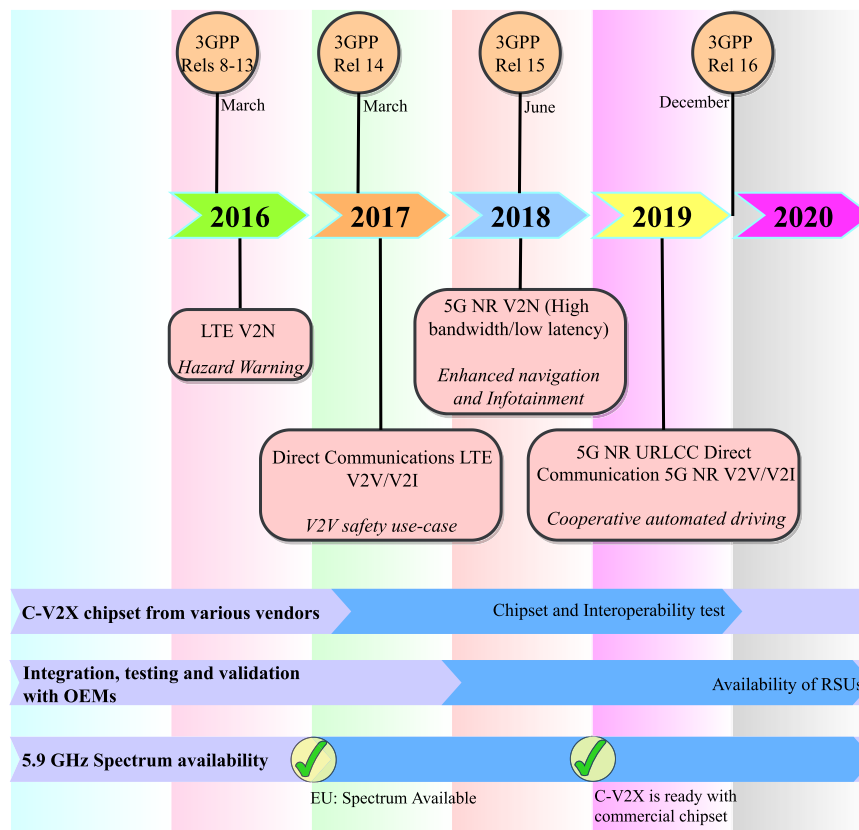 3GPP
Rels 8-13
3GPP
Rel 14
3GPP
Rel 15
3GPP
Rel 16
March
March
June
December
2016
2017
2018
2019
2020
LTE V2N
Hazard Warning
5G NR V2N (High
bandwidth/low latency)
Enhanced navigation
and Infotainment
Direct Communications LTE
V2V/V2I
V2V safety use-case
5G NR URLCC Direct
Communication 5G NR V2V/V2I
Cooperative automated driving
C-V2X chipset from various vendors
Chipset and Interoperability test
Integration, testing and validation
with OEMs
Availability of RSUs
5.9 GHz Spectrum availability
EU: Spectrum Available
C-V2X is ready with
commercial chipset